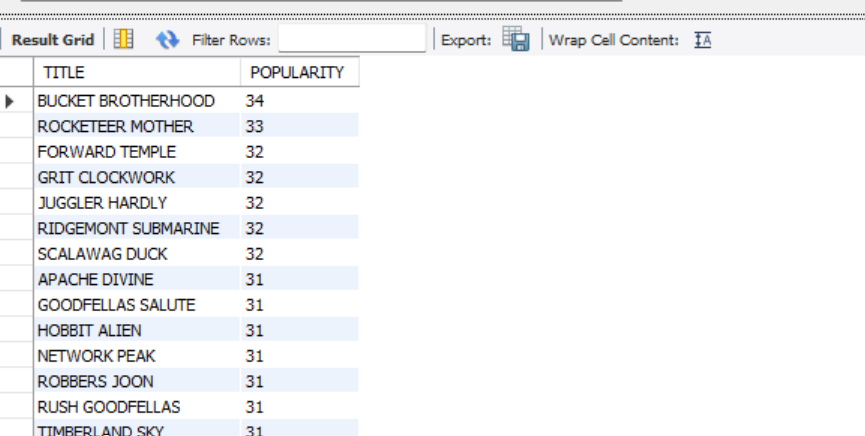 Result Grid Filter Rows: Export: Wrap Cell Content: IA
TITLE POPULARITY
BUCKET BROTHERHOOD 34
ROCKETEER MOTHER 33
FORWARD TEMPLE 32
GRIT CLOCKWORK 32
JUGGLER HARDLY 32
RIDGEMONT SUBMARINE 32
SCALAWAG DUCK 32
APACHE DIVINE 31
GOODFELLAS SALUTE 31
HOBBIT ALIEN 31
NETWORK PEAK 31
ROBBERS JOON 31
RUSH GOODFELLAS 31
TIMBERLAND SKY 31